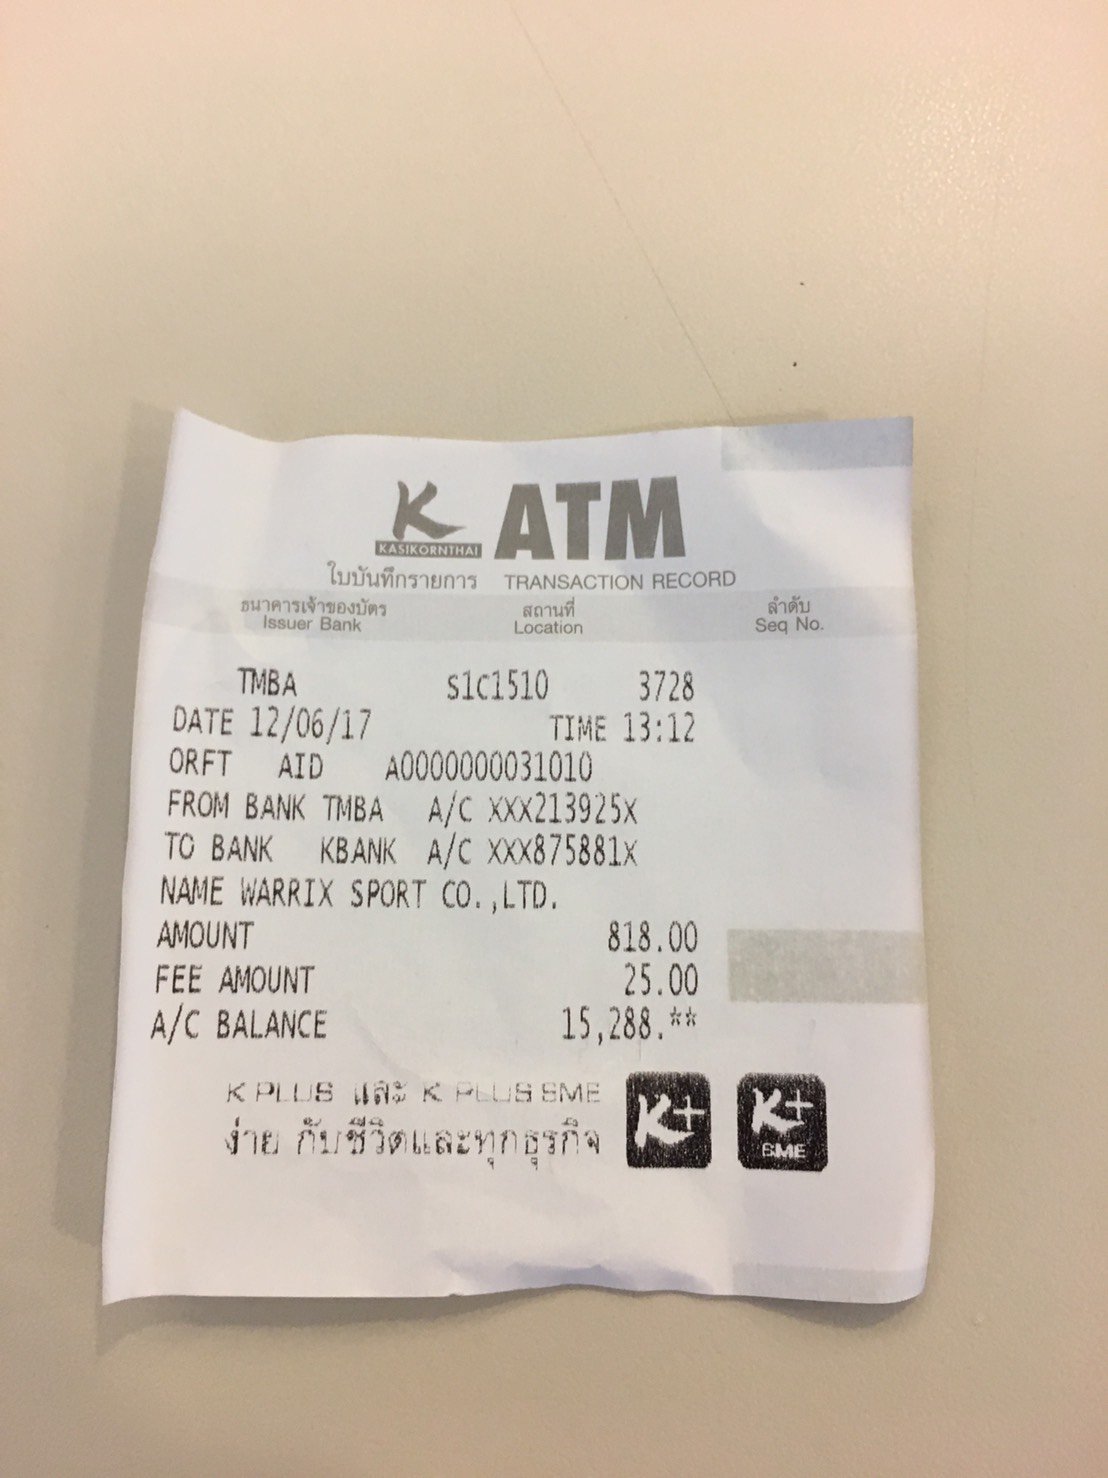 K ATM
KASIKORNTHAI
ใบบันทึกรายการ TRANSACTION RECORD
ธนาคารเจ้าของบัตร สถานที่ ลำดับ
Issuer Bank Location Seq No.
TMBA S1C1510 3728
DATE 12/06/17 TIME 13:12
ORFT AID A0000000031010
FROM BANK TMBA A/C XXX213925X
TO BANK KBANK A/C XXX875881X
NAME WARRIX SPORT CO.,LTD.
AMOUNT 818.00
FEE AMOUNT 25.00
A/C BALANCE 15,288.**
K PLUS และ K PLUS SME K+ K+
ง่าย กับชีวิตและทุกธุรกิจ SME